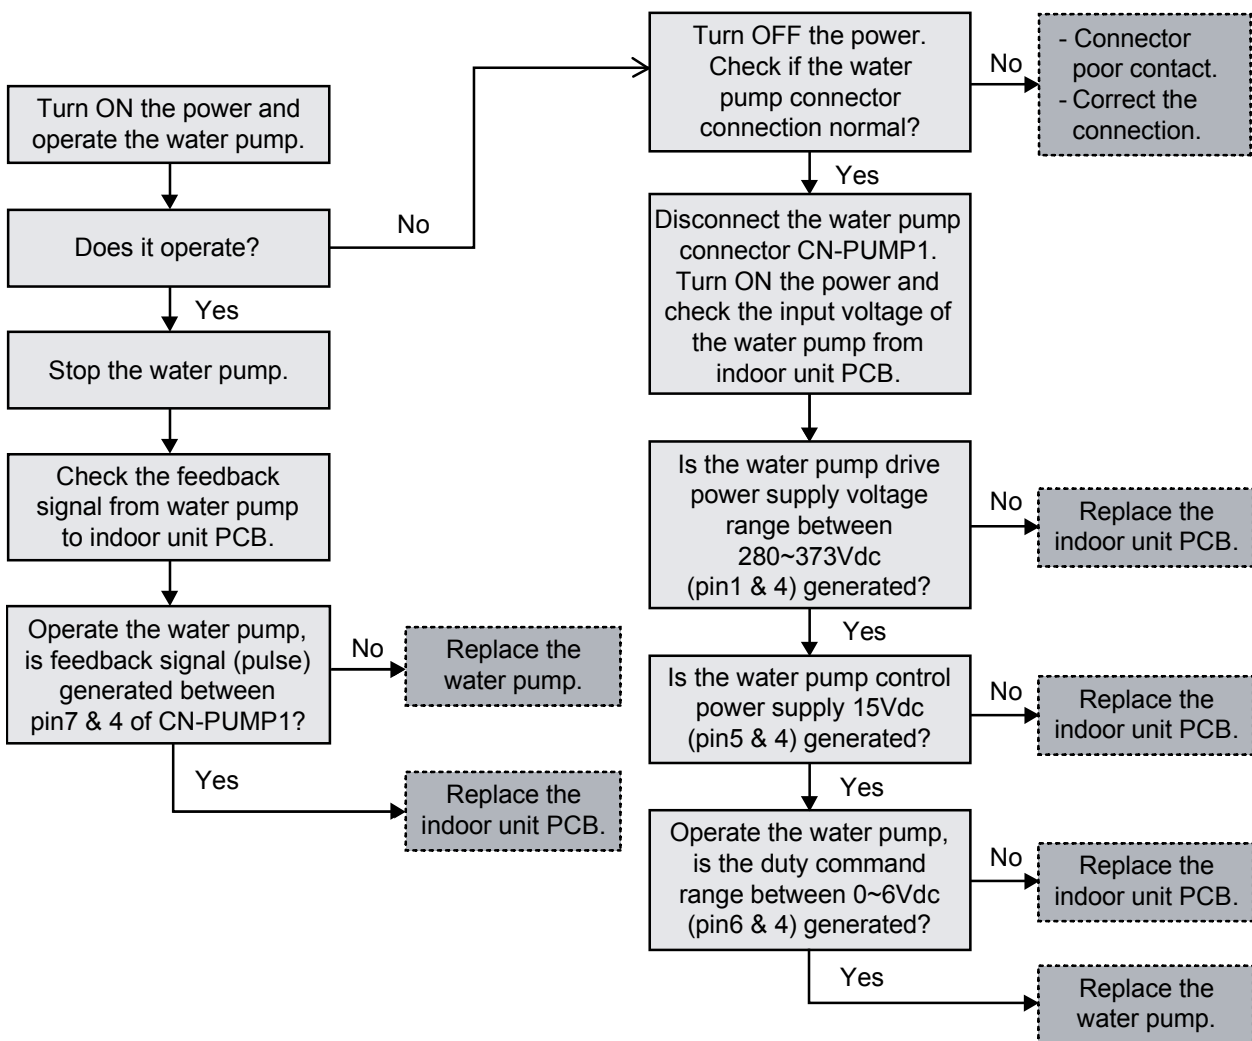 Turn ON the power and
operate the water pump.
Does it operate?
No
Yes
Stop the water pump.
Check the feedback
signal from water pump
to indoor unit PCB.
Operate the water pump,
is feedback signal (pulse)
generated between
pin7 & 4 of CN-PUMP1?
No
Replace the
water pump.
Yes
Replace the
indoor unit PCB.
Turn OFF the power.
Check if the water
pump connector
connection normal?
No
- Connector
poor contact.
- Correct the
connection.
Yes
Disconnect the water pump
connector CN-PUMP1.
Turn ON the power and
check the input voltage of
the water pump from
indoor unit PCB.
Is the water pump drive
power supply voltage
range between
280~373Vdc
(pin1 & 4) generated?
No
Replace the
indoor unit PCB.
Yes
Is the water pump control
power supply 15Vdc
(pin5 & 4) generated?
No
Replace the
indoor unit PCB.
Yes
Operate the water pump,
is the duty command
range between 0~6Vdc
(pin6 & 4) generated?
No
Replace the
indoor unit PCB.
Yes
Replace the
water pump.